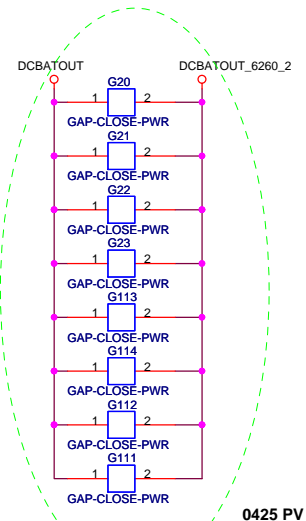 DCBATOUT DCBATOUT_6260_2
G20
1 2
GAP-CLOSE-PWR
G21
1 2
GAP-CLOSE-PWR
G22
1 2
GAP-CLOSE-PWR
G23
1 2
GAP-CLOSE-PWR
G113
1 2
GAP-CLOSE-PWR
G114
1 2
GAP-CLOSE-PWR
G112
1 2
GAP-CLOSE-PWR
G111
1 2
GAP-CLOSE-PWR
0425 PV